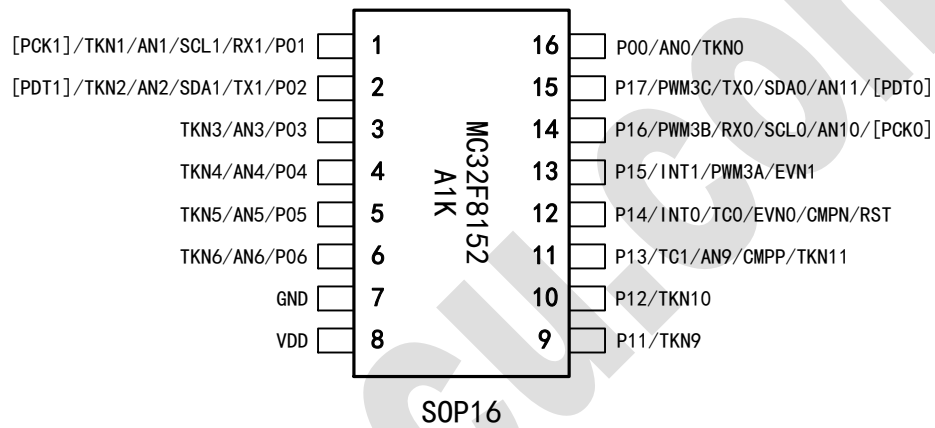 [PCK1]/TKN1/AN1/SCL1/RX1/P01 1 16 P00/AN0/TKN0
[PDT1]/TKN2/AN2/SDA1/TX1/P02 2 15 P17/PWM3C/TX0/SDA0/AN11/[PDT0]
TKN3/AN3/P03 3 14 P16/PWM3B/RX0/SCL0/AN10/[PCK0]
TKN4/AN4/P04 4 13 P15/INT1/PWM3A/EVN1
TKN5/AN5/P05 5 12 P14/INT0/TC0/EVN0/CMPN/RST
TKN6/AN6/P06 6 11 P13/TC1/AN9/CMPP/TKN11
GND 7 10 P12/TKN10
VDD 8 9 P11/TKN9
MC32F8152
A1K
SOP16
cu.com